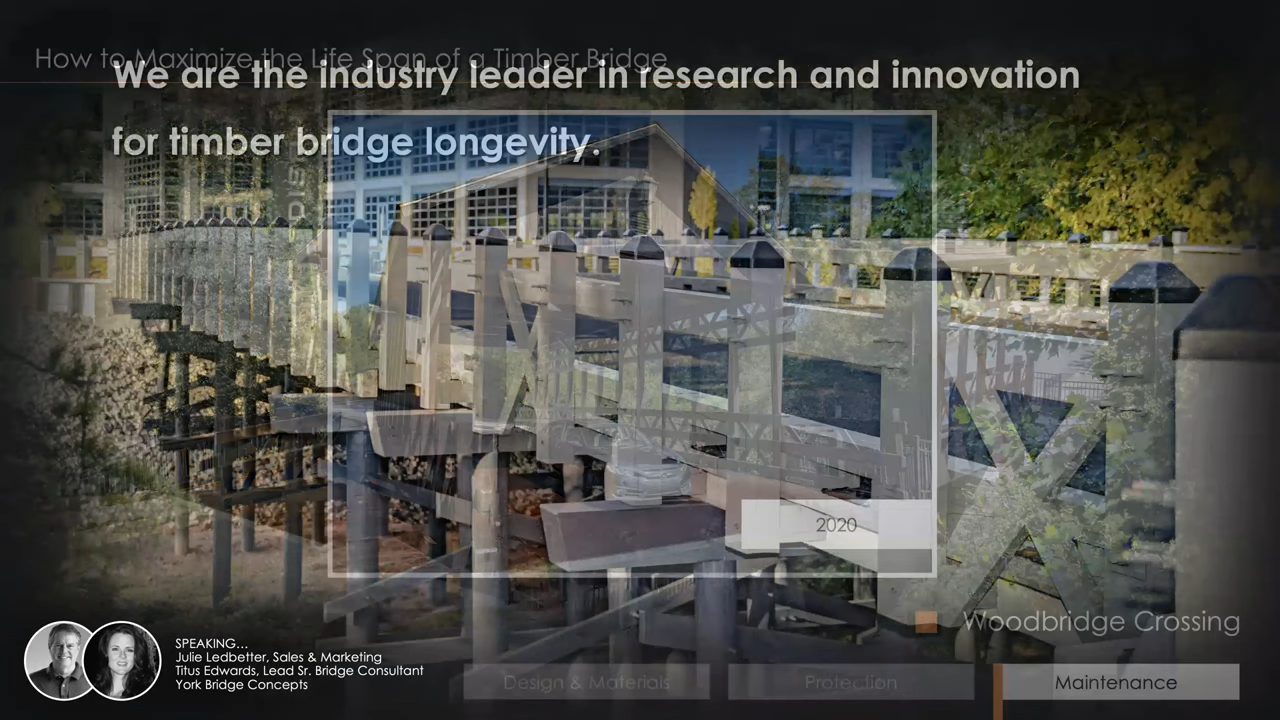 How to Maximize the Life Span of a Timber Bridge
We are the industry leader in research and innovation
for timber bridge longevity.
2020
Woodbridge Crossing
SPEAKING...
Julie Ledbetter, Sales & Marketing
Titus Edwards, Lead Sr. Bridge Consultant
York Bridge Concepts
Design & Materials
Protection
Maintenance